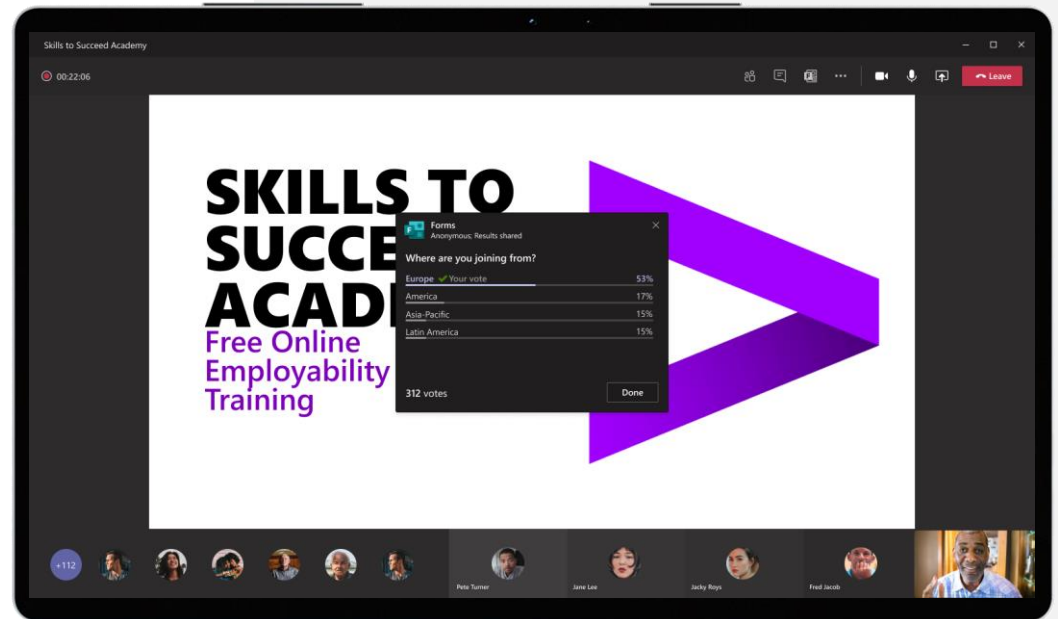 Skills to Succeed Academy
00:22:06
Leave
SKILLS TO
SUCCE
ACAD
Free Online
Employability
Training
Forms
Anonymous; Results shared
Where are you joining from?
Europe Your vote 53%
America 17%
Asia-Pacific 15%
Latin America 15%
312 votes
Done
+112
Pete Turner
Jane Lee
Jacky Roys
Fred Jacob